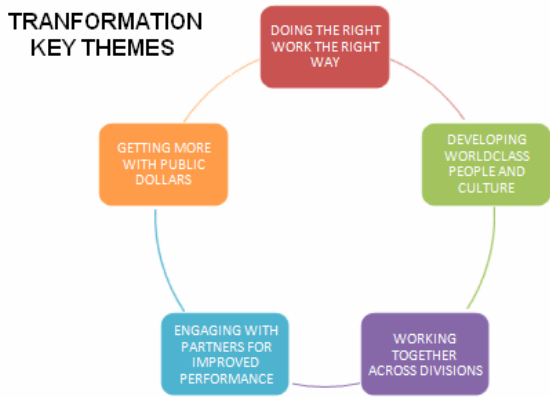 TRANFORMATION
KEY THEMES
DOING THE RIGHT
WORK THE RIGHT
WAY
DEVELOPING
WORLDCLASS
PEOPLE AND
CULTURE
WORKING
TOGETHER
ACROSS DIVISIONS
ENGAGING WITH
PARTNERS FOR
IMPROVED
PERFORMANCE
GETTING MORE
WITH PUBLIC
DOLLARS